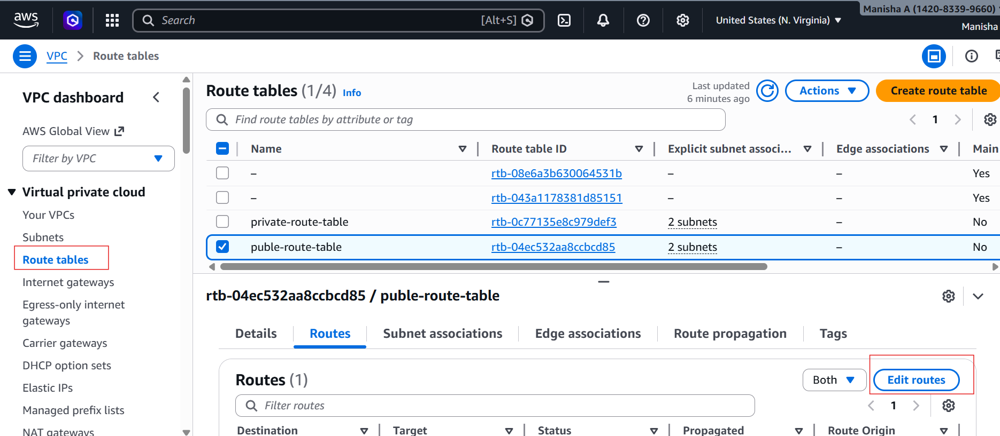 aws
Search [Alt+S]
United States (N. Virginia)
Manisha A (1420-8339-9660)
Manisha
VPC > Route tables
VPC dashboard
AWS Global View
Filter by VPC
Virtual private cloud
Your VPCs
Subnets
Route tables
Internet gateways
Egress-only internet
gateways
Carrier gateways
DHCP option sets
Elastic IPs
Managed prefix lists
NAT gateways
Route tables (1/4) Info
Last updated
6 minutes ago
Actions
Create route table
Find route tables by attribute or tag
1
Name Route table ID Explicit subnet associ... Edge associations Main
– rtb-08e6a3b630064531b – – Yes
– rtb-043a1178381d85151 – – Yes
private-route-table rtb-0c77135e8c979def3 2 subnets – No
puble-route-table rtb-04ec532aa8ccbcd85 2 subnets – No
rtb-04ec532aa8ccbcd85 / puble-route-table
Details Routes Subnet associations Edge associations Route propagation Tags
Routes (1) Both Edit routes
Filter routes 1
Destination Target Status Propagated Route Origin